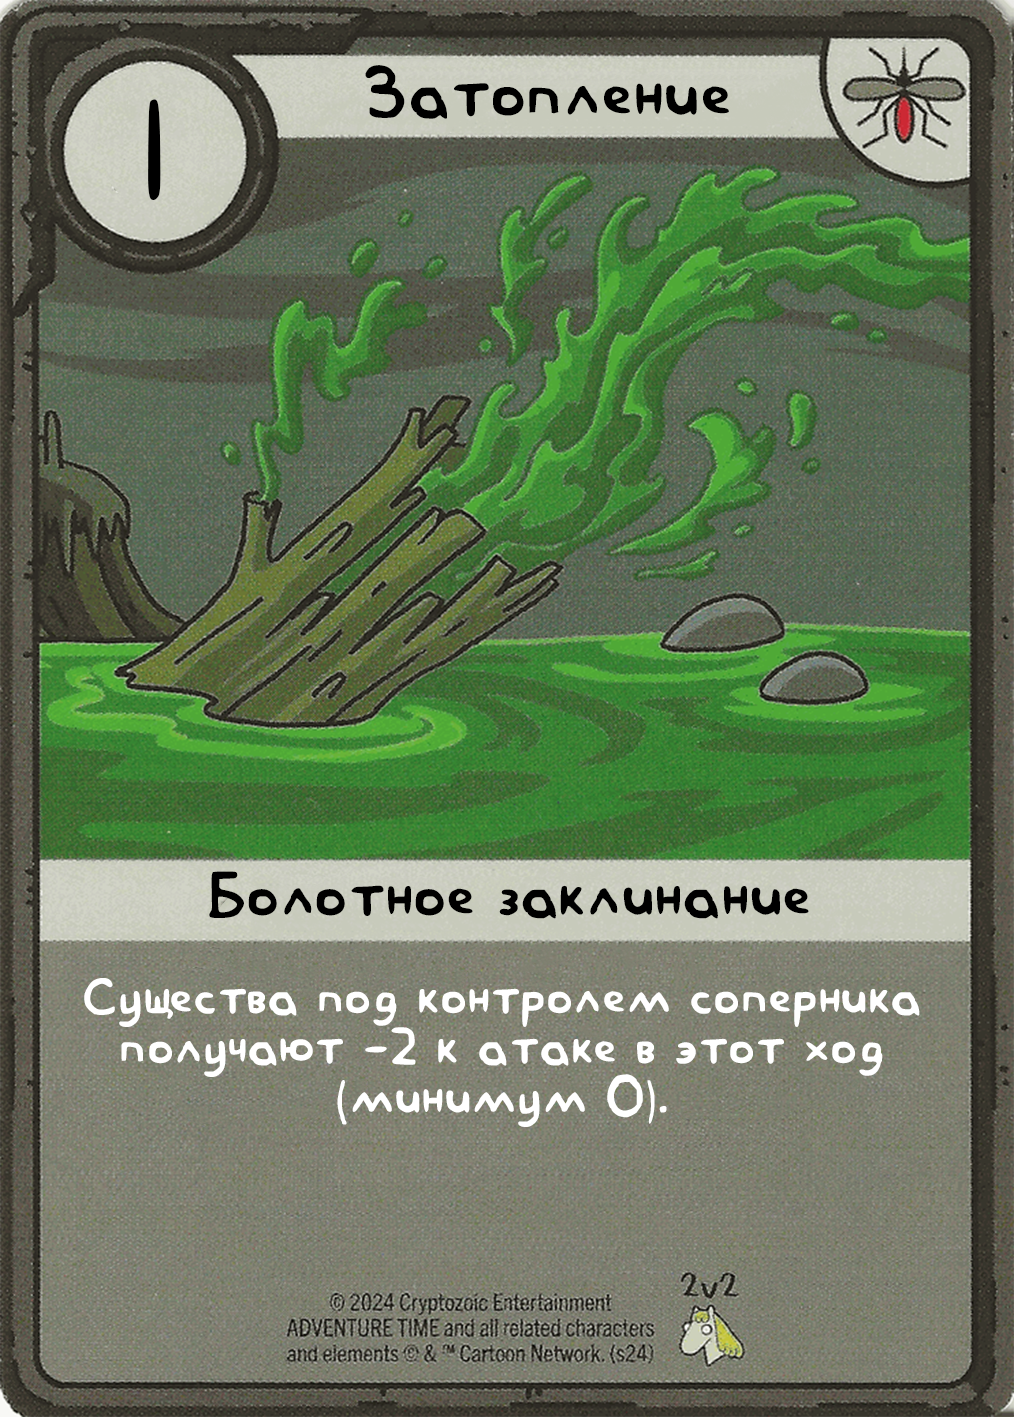 1
Затопление
Болотное заклинание
Существа под контролем соперника
получают -2 к атаке в этот ход
(минимум 0).
2v2
© 2024 Cryptozoic Entertainment
ADVENTURE TIME and all related characters
and elements © & ™ Cartoon Network. (s24)